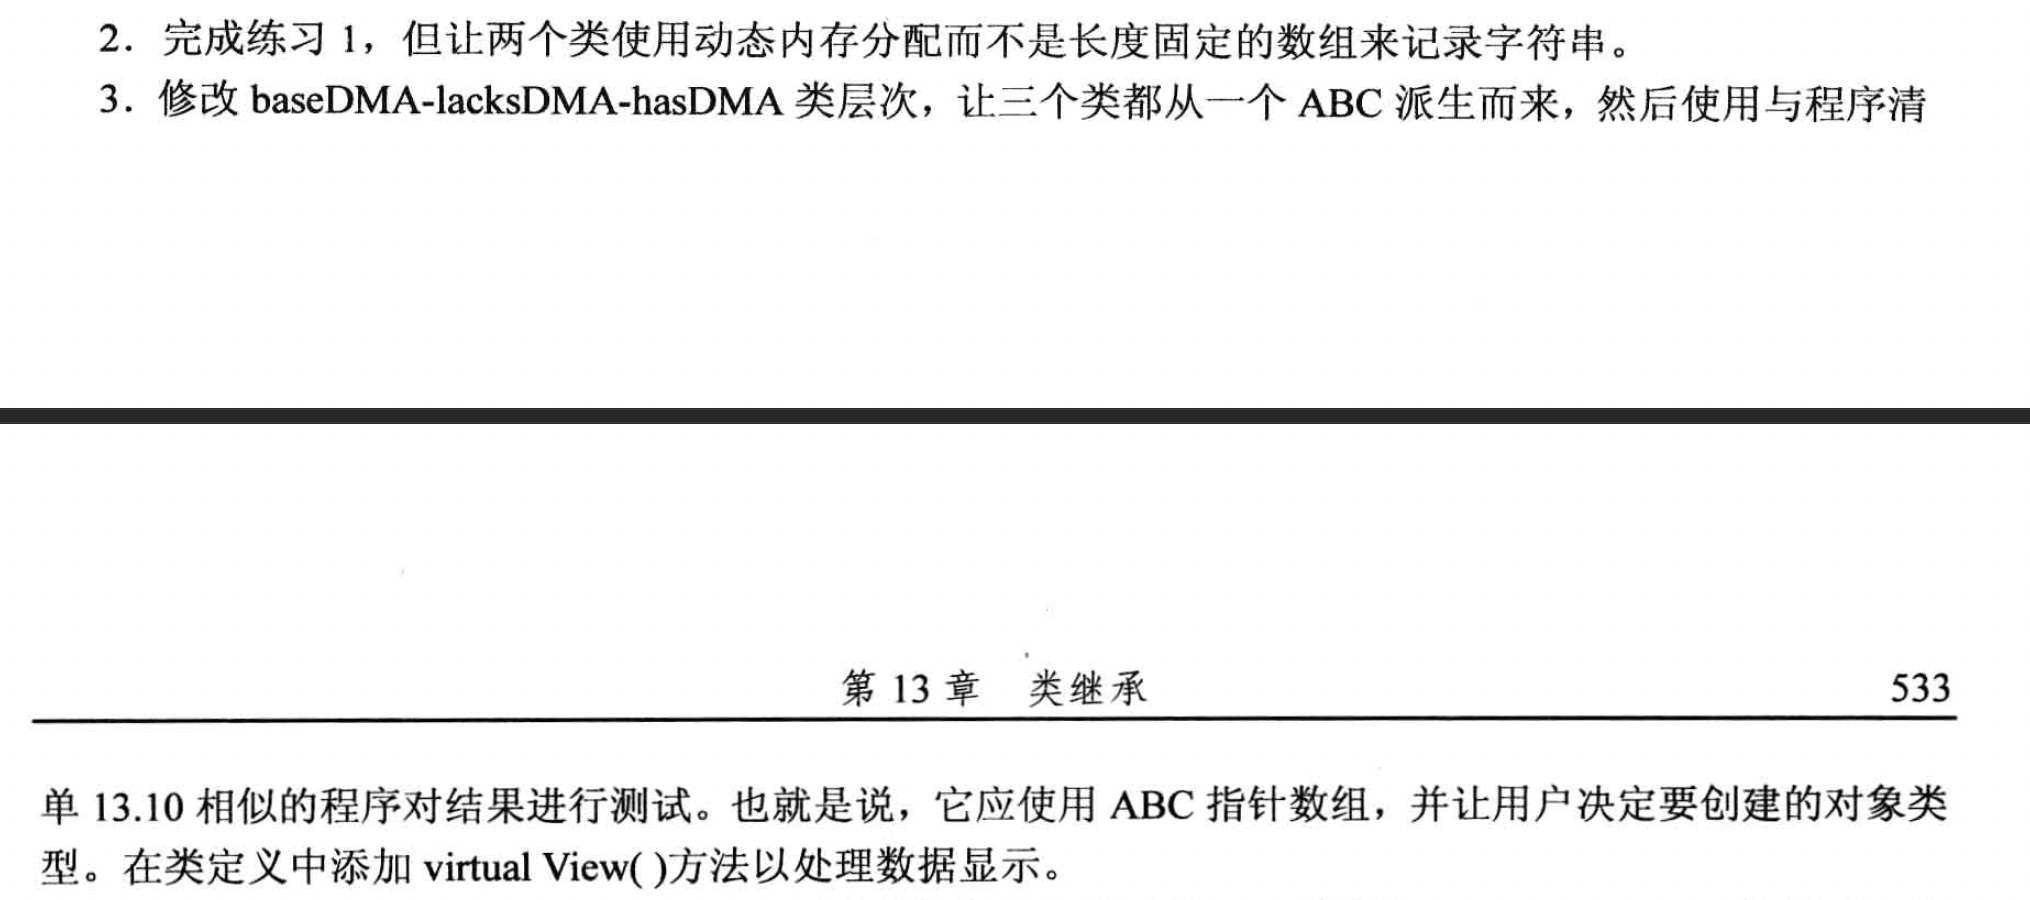 2．完成练习 1，但让两个类使用动态内存分配而不是长度固定的数组来记录字符串。
3．修改 baseDMA-lacksDMA-hasDMA 类层次，让三个类都从一个 ABC 派生而来，然后使用与程序清
第 13 章　类继承 533
单 13.10 相似的程序对结果进行测试。也就是说，它应使用 ABC 指针数组，并让用户决定要创建的对象类
型。在类定义中添加 virtual View( )方法以处理数据显示。